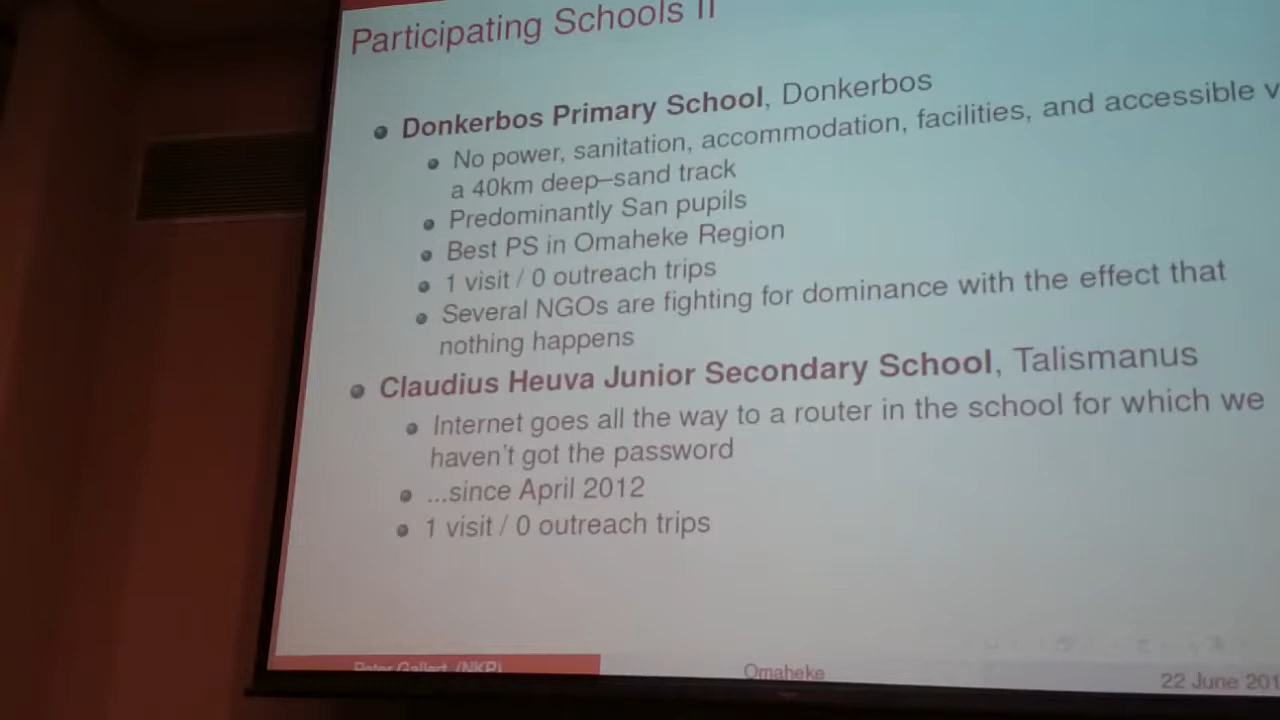 Participating Schools II
Donkerbos Primary School, Donkerbos
No power, sanitation, accommodation, facilities, and accessible
a 40km deep–sand track
Predominantly San pupils
Best PS in Omaheke Region
1 visit / 0 outreach trips
Several NGOs are fighting for dominance with the effect that
nothing happens
Claudius Heuva Junior Secondary School, Talismanus
Internet goes all the way to a router in the school for which we
haven't got the password
...since April 2012
1 visit / 0 outreach trips
Peter Gallert (NKP)
Omaheke
22 June